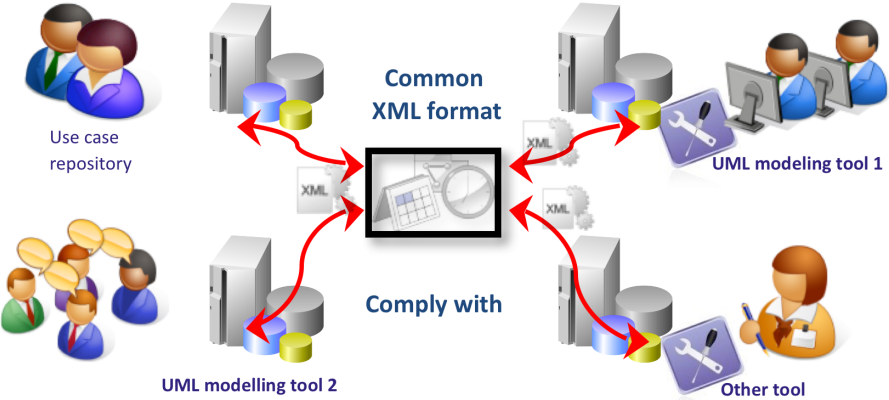 Common
XML format
Use case
repository
XML
UML modeling tool 1
XML
XML
Comply with
UML modelling tool 2
Other tool